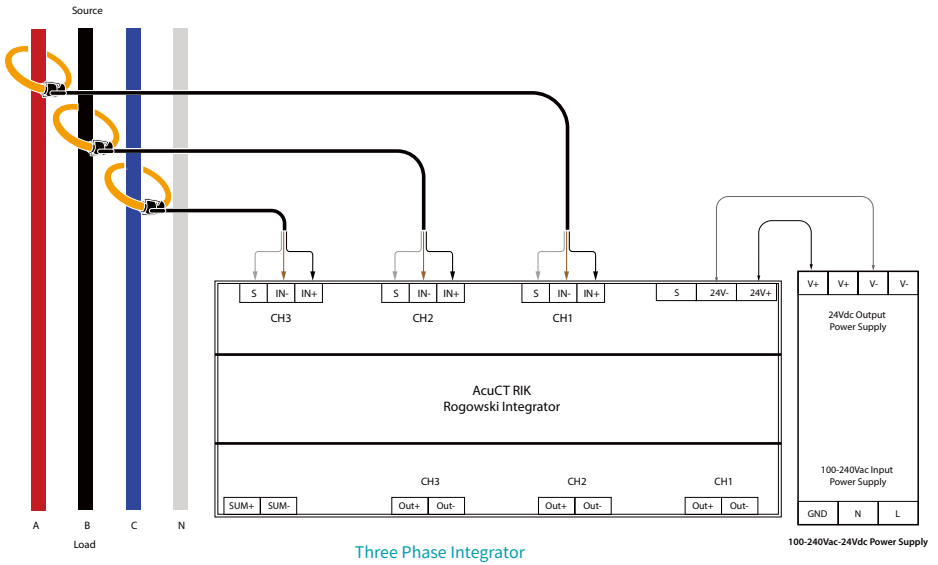 Source
S IN- IN+
S IN- IN+
S IN- IN+
S 24V- 24V+
V+ V+ V- V-
CH3
CH2
CH1
24Vdc Output
Power Supply
AcuCT RIK
Rogowski Integrator
100-240Vac Input
Power Supply
CH3
CH2
CH1
SUM+ SUM-
Out+ Out-
Out+ Out-
Out+ Out-
GND N L
A B C N
Load
100-240Vac-24Vdc Power Supply
Three Phase Integrator